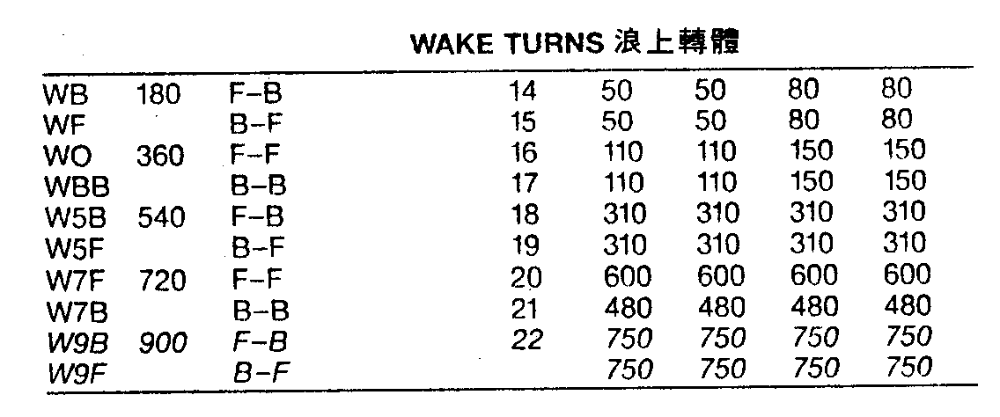 WAKE TURNS 浪上轉體
WB 180 F–B 14 50 50 80 80
WF B–F 15 50 50 80 80
WO 360 F–F 16 110 110 150 150
WBB B–B 17 110 110 150 150
W5B 540 F–B 18 310 310 310 310
W5F B–F 19 310 310 310 310
W7F 720 F–F 20 600 600 600 600
W7B B–B 21 480 480 480 480
W9B 900 F–B 22 750 750 750 750
W9F B–F 750 750 750 750